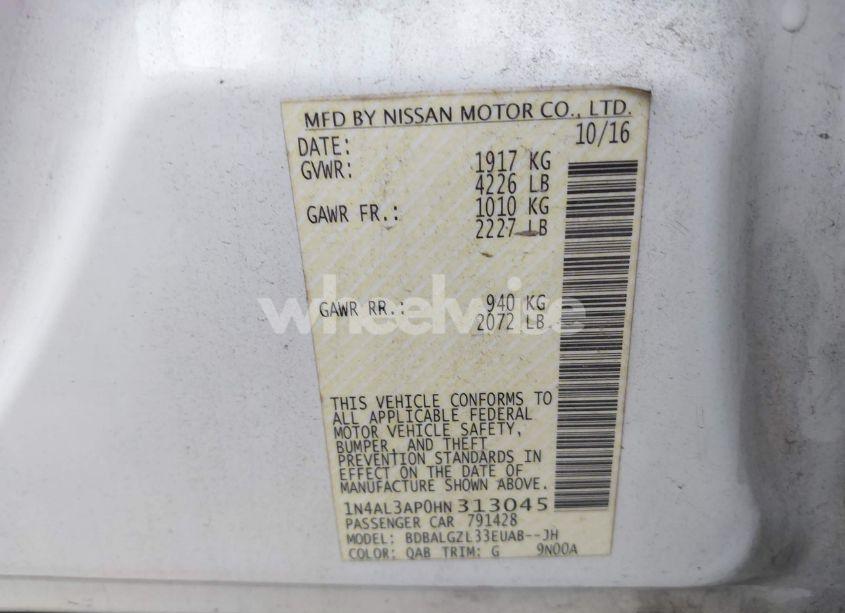 MFD BY NISSAN MOTOR CO., LTD.
DATE: 10/16
GVWR: 1917 KG
4226 LB
GAWR FR.: 1010 KG
2227 LB
wheelwise
GAWR RR.: 940 KG
2072 LB
THIS VEHICLE CONFORMS TO
ALL APPLICABLE FEDERAL
MOTOR VEHICLE SAFETY,
BUMPER, AND THEFT
PREVENTION STANDARDS IN
EFFECT ON THE DATE OF
MANUFACTURE SHOWN ABOVE.
1N4AL3AP0HN313045
PASSENGER CAR 791428
MODEL: BDBALGZL33EUAB--JH
COLOR: QAB TRIM: G 9N00A